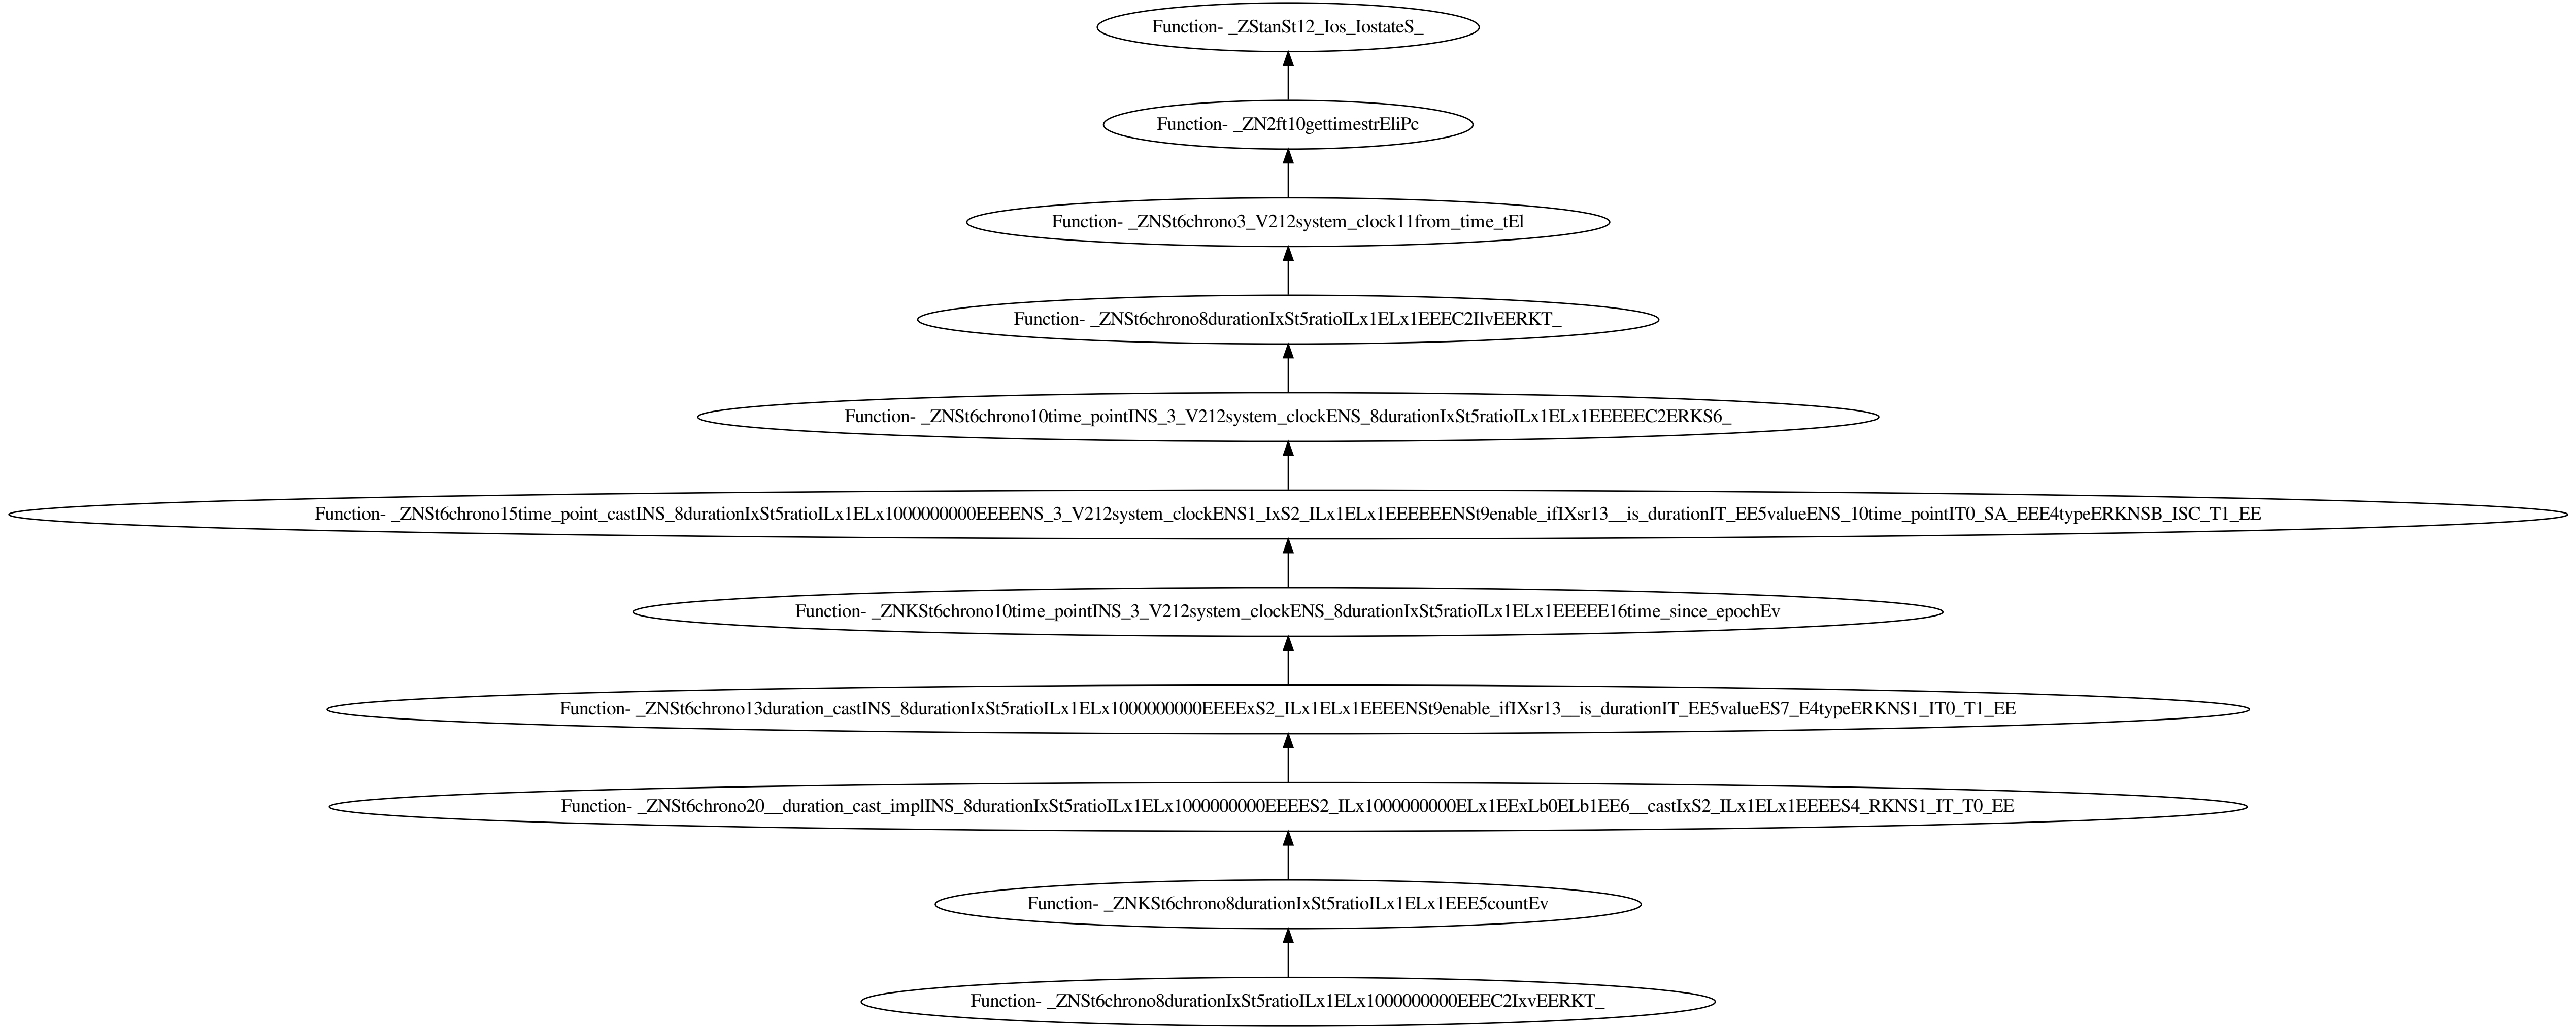 Function- _ZStanSt12_Ios_IostateS_
Function- _ZN2ft10gettimestrEliPc
Function- _ZNSt6chrono3_V212system_clock11from_time_tEl
Function- _ZNSt6chrono8durationIxSt5ratioILx1ELx1EEEC2IlvEERKT_
Function- _ZNSt6chrono10time_pointINS_3_V212system_clockENS_8durationIxSt5ratioILx1ELx1EEEEEC2ERKS6_
Function- _ZNSt6chrono15time_point_castINS_8durationIxSt5ratioILx1ELx1000000000EEEENS_3_V212system_clockENS1_IxS2_ILx1ELx1EEEEEENSt9enable_ifIXsr13__is_durationIT_EE5valueENS_10time_pointIT0_SA_EEE4typeERKNSB_ISC_T1_EE
Function- _ZNKSt6chrono10time_pointINS_3_V212system_clockENS_8durationIxSt5ratioILx1ELx1EEEEE16time_since_epochEv
Function- _ZNSt6chrono13duration_castINS_8durationIxSt5ratioILx1ELx1000000000EEEExS2_ILx1ELx1EEEENSt9enable_ifIXsr13__is_durationIT_EE5valueES7_E4typeERKNS1_IT0_T1_EE
Function- _ZNSt6chrono20__duration_cast_implINS_8durationIxSt5ratioILx1ELx1000000000EEEES2_ILx1000000000ELx1EExLb0ELb1EE6__castIxS2_ILx1ELx1EEEES4_RKNS1_IT_T0_EE
Function- _ZNKSt6chrono8durationIxSt5ratioILx1ELx1EEE5countEv
Function- _ZNSt6chrono8durationIxSt5ratioILx1ELx1000000000EEEC2IxvEERKT_